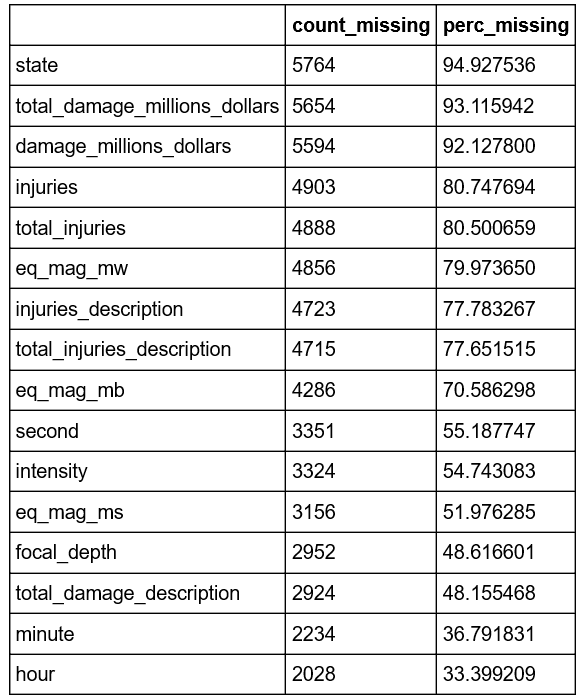 count_missing perc_missing
state 5764 94.927536
total_damage_millions_dollars 5654 93.115942
damage_millions_dollars 5594 92.127800
injuries 4903 80.747694
total_injuries 4888 80.500659
eq_mag_mw 4856 79.973650
injuries_description 4723 77.783267
total_injuries_description 4715 77.651515
eq_mag_mb 4286 70.586298
second 3351 55.187747
intensity 3324 54.743083
eq_mag_ms 3156 51.976285
focal_depth 2952 48.616601
total_damage_description 2924 48.155468
minute 2234 36.791831
hour 2028 33.399209